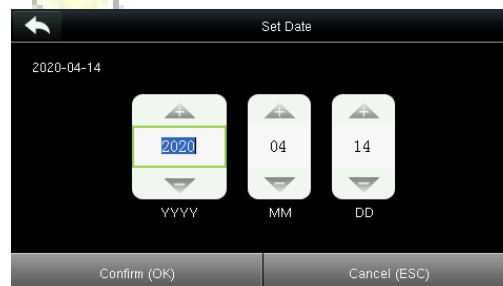 Set Date
2020-04-14
2020 04 14
YYYY MM DD
Confirm (OK) Cancel (ESC)